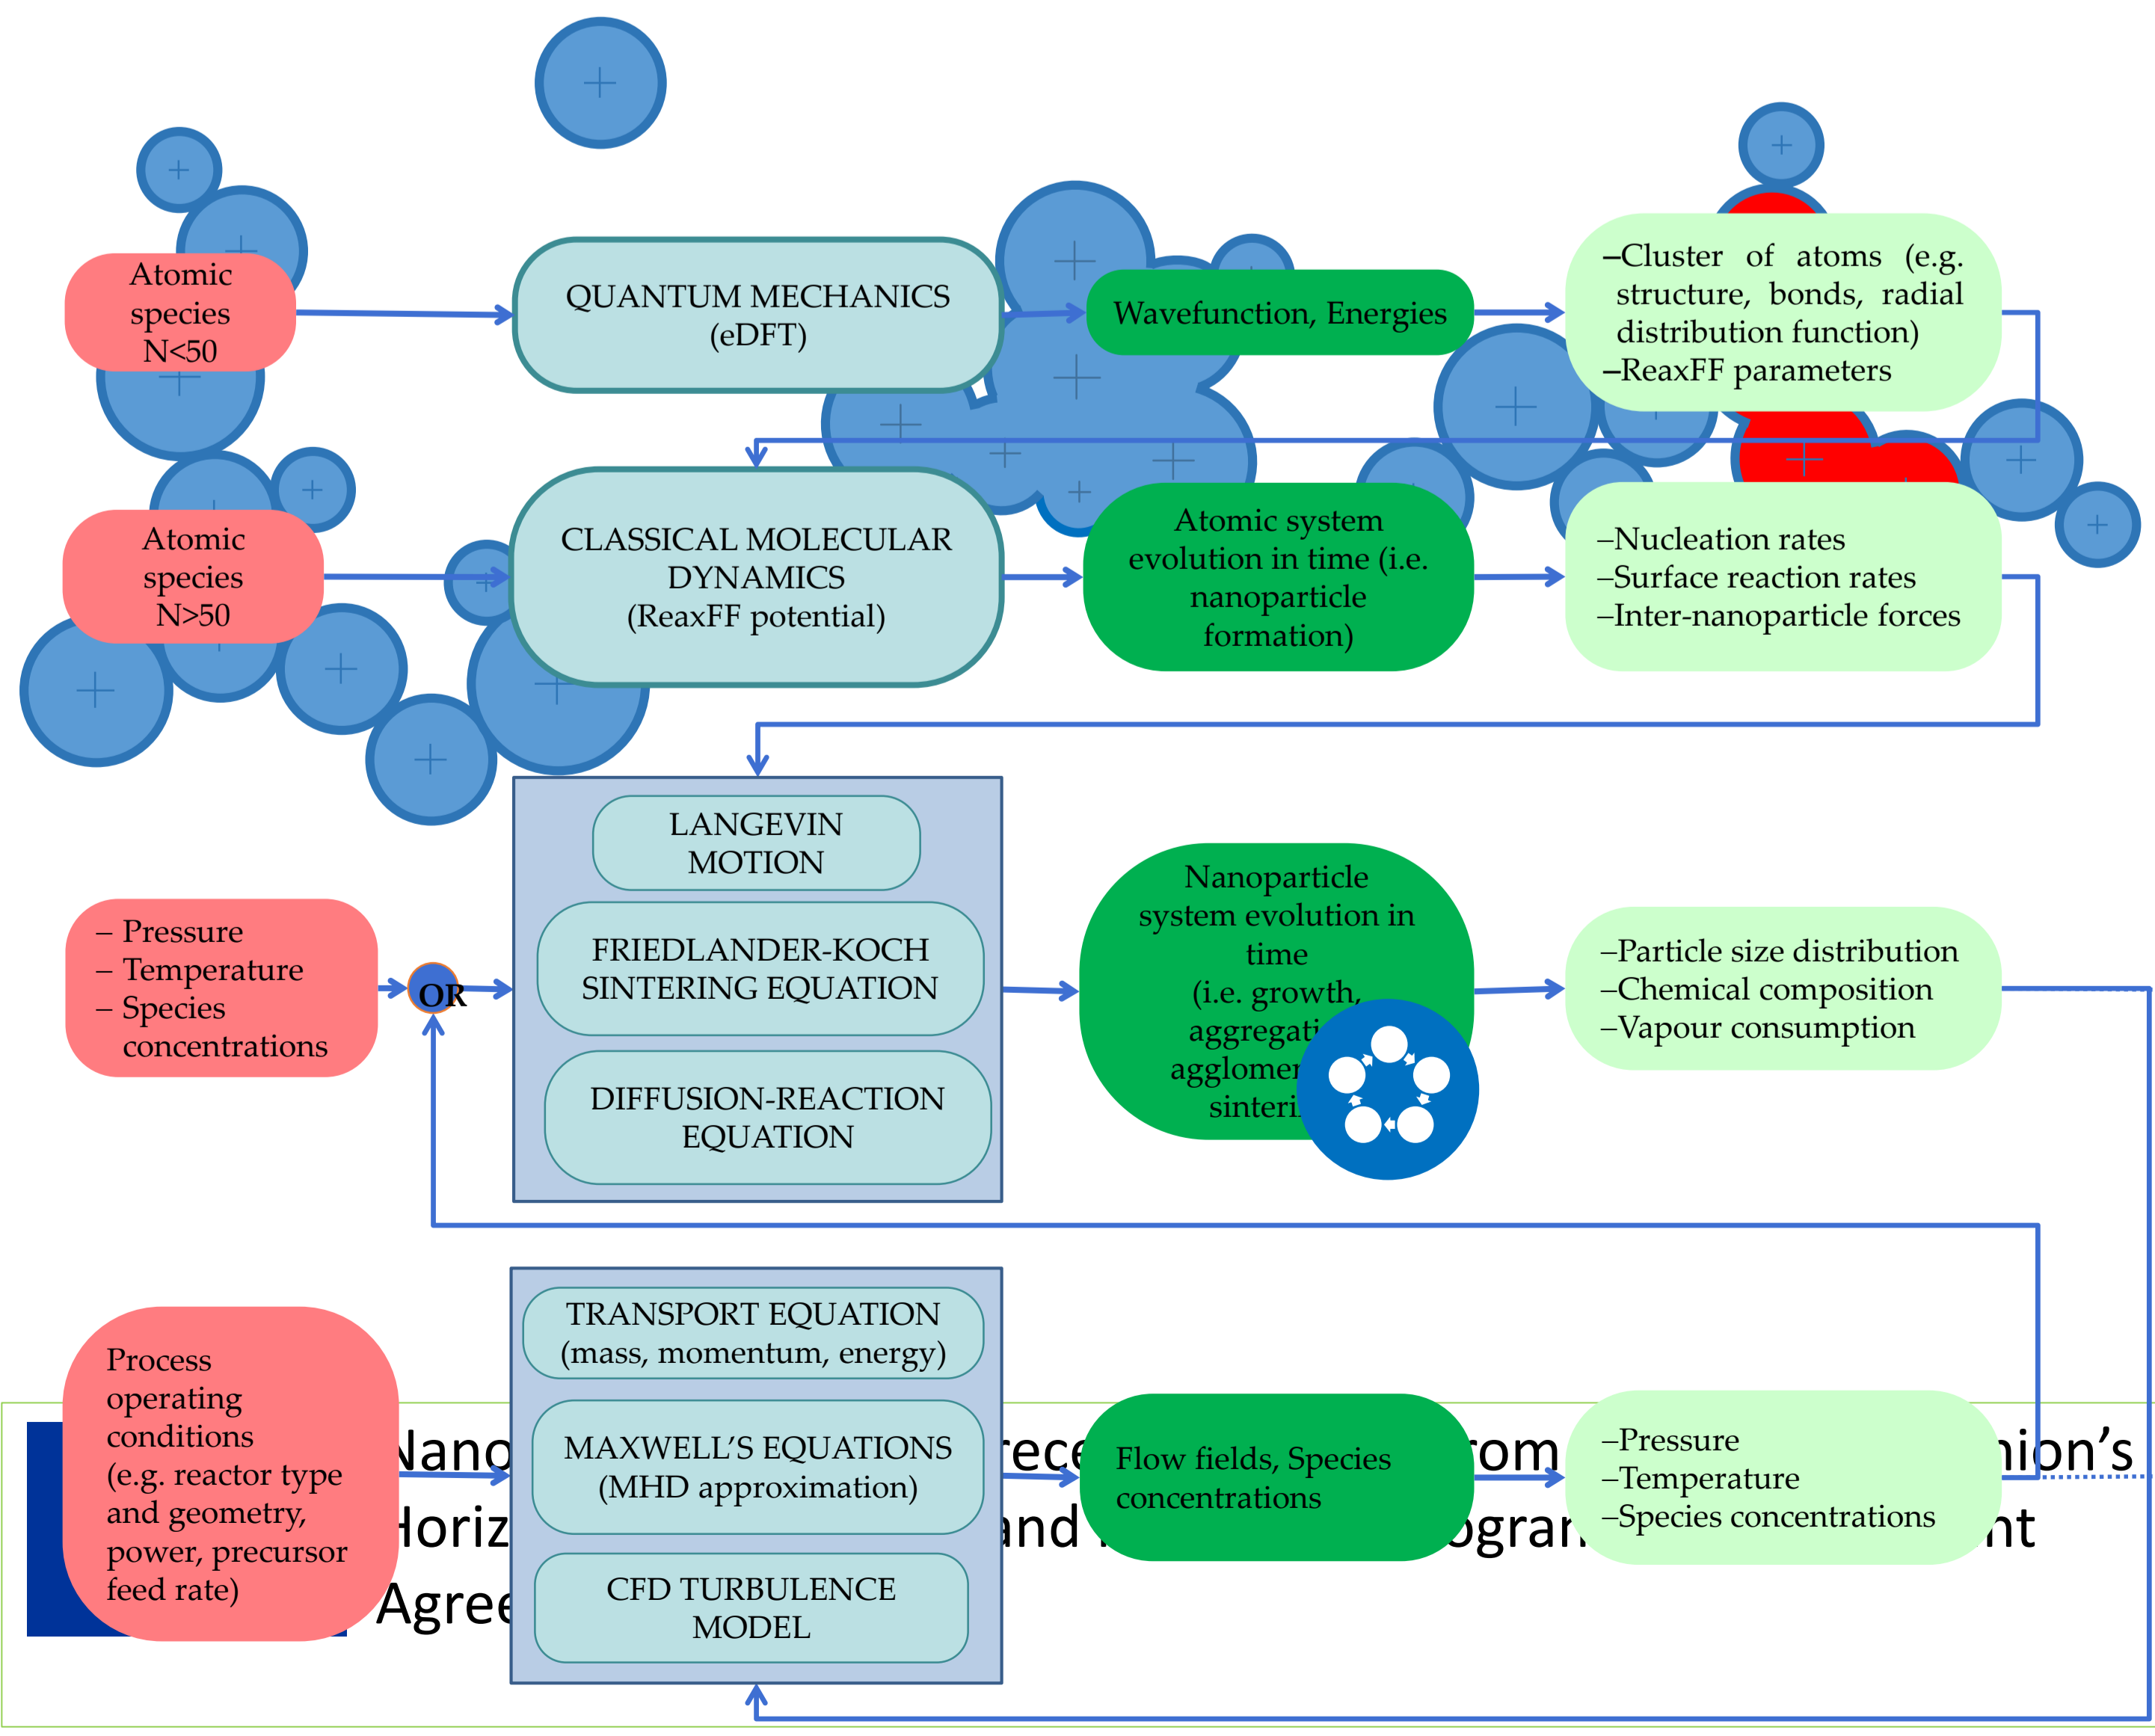 Atomic
species
N<50
QUANTUM MECHANICS
(eDFT)
Wavefunction, Energies
–Cluster of atoms (e.g.
structure, bonds, radial
distribution function)
–ReaxFF parameters
Atomic
species
N>50
CLASSICAL MOLECULAR
DYNAMICS
(ReaxFF potential)
Atomic system
evolution in time (i.e.
nanoparticle
formation)
–Nucleation rates
–Surface reaction rates
–Inter-nanoparticle forces
– Pressure
– Temperature
– Species
concentrations
OR
LANGEVIN
MOTION
FRIEDLANDER-KOCH
SINTERING EQUATION
DIFFUSION-REACTION
EQUATION
Nanoparticle
system evolution in
time
(i.e. growth,
–Particle size distribution
–Chemical composition
–Vapour consumption
Process
operating
conditions
(e.g. reactor type
and geometry,
power, precursor
feed rate)
TRANSPORT EQUATION
(mass, momentum, energy)
MAXWELL’S EQUATIONS
(MHD approximation)
CFD TURBULENCE
MODEL
Flow fields, Species
concentrations
–Pressure
–Temperature
–Species concentrations
and